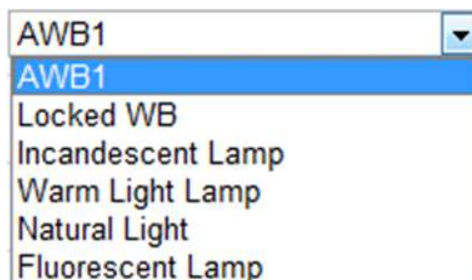 AWB1
AWB1
Locked WB
Incandescent Lamp
Warm Light Lamp
Natural Light
Fluorescent Lamp